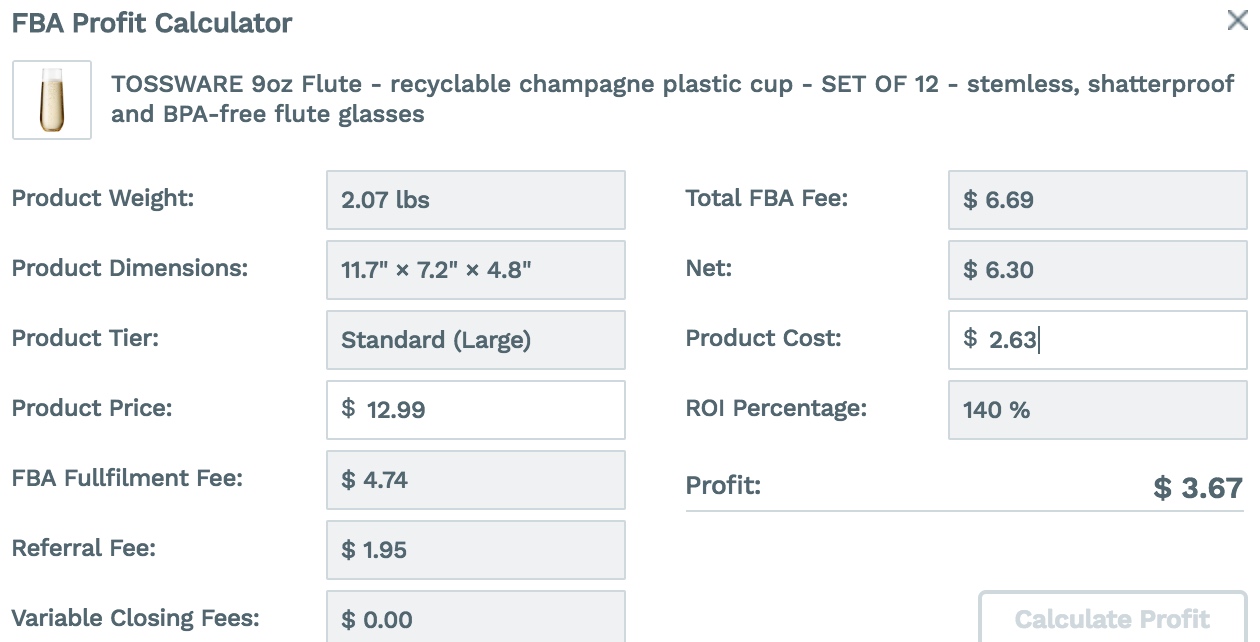 FBA Profit Calculator
TOSSWARE 9oz Flute - recyclable champagne plastic cup - SET OF 12 - stemless, shatterproof
and BPA-free flute glasses
Product Weight: 2.07 lbs
Product Dimensions: 11.7" × 7.2" × 4.8"
Product Tier: Standard (Large)
Product Price: $ 12.99
FBA Fullfilment Fee: $ 4.74
Referral Fee: $ 1.95
Variable Closing Fees: $ 0.00
Total FBA Fee: $ 6.69
Net: $ 6.30
Product Cost: $ 2.63
ROI Percentage: 140 %
Profit: $ 3.67
Calculate Profit